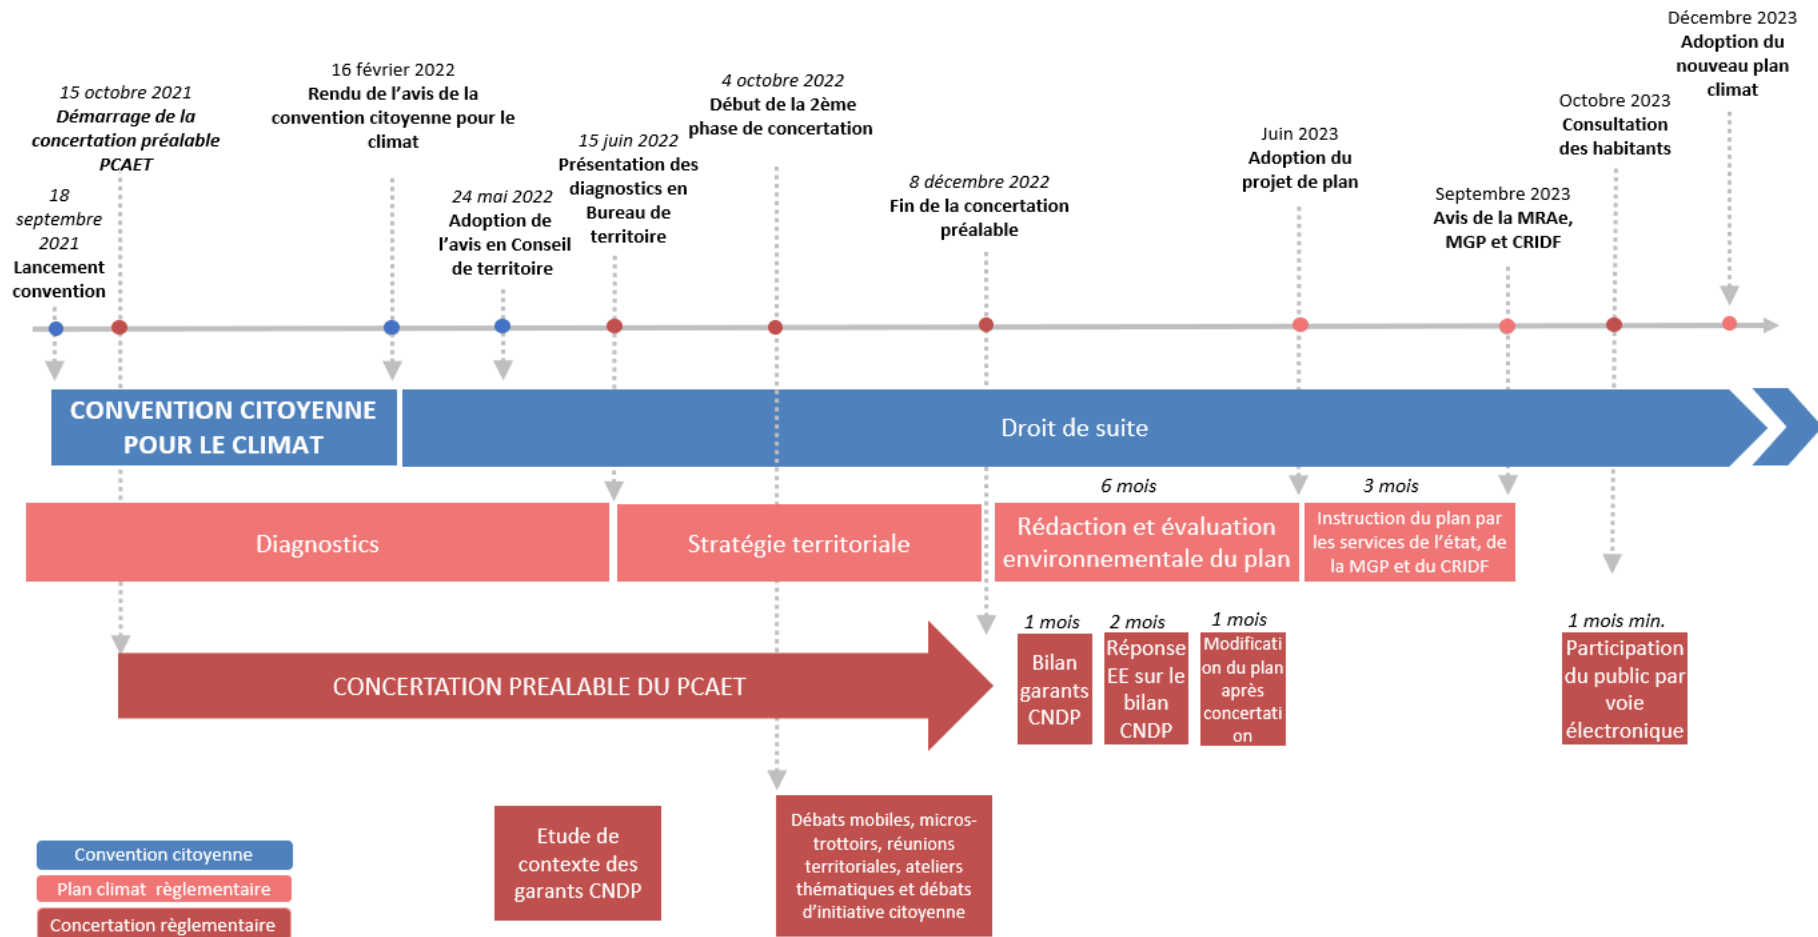 Décembre 2023
Adoption du
nouveau plan
climat
16 février 2022
Rendu de l'avis de la
convention citoyenne pour le
climat
4 octobre 2022
Début de la 2ème
phase de concertation
15 octobre 2021
Démarrage de la
concertation préalable
PCAET
Octobre 2023
Consultation
des habitants
15 juin 2022
Présentation des
diagnostics en
Bureau de
territoire
Juin 2023
Adoption du
projet de plan
8 décembre 2022
Fin de la concertation
préalable
18
septembre
2021
Lancement
convention
24 mai 2022
Adoption de
l'avis en Conseil
de territoire
Septembre 2023
Avis de la MRAe,
MGP et CRIDF
CONVENTION CITOYENNE
POUR LE CLIMAT
Droit de suite
6 mois
3 mois
Diagnostics
Stratégie territoriale
Rédaction et évaluation
environnementale du plan
Instruction du plan par
les services de l'état, de
la MGP et du CRIDF
CONCERTATION PREALABLE DU PCAET
1 mois
Bilan
garants
CNDP
2 mois
Réponse
EE sur le
bilan
CNDP
1 mois
Modificati
on du plan
après
concertati
on
1 mois min.
Participation
du public par
voie
électronique
Etude de
contexte des
garants CNDP
Débats mobiles, micros-
trottoirs, réunions
territoriales, ateliers
thématiques et débats
d'initiative citoyenne
Convention citoyenne
Plan climat règlementaire
Concertation règlementaire